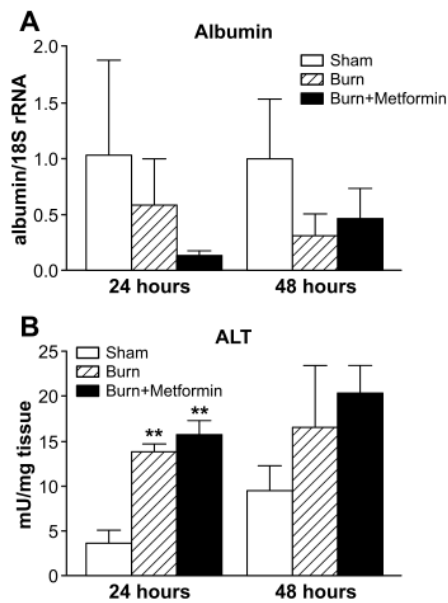 A
Albumin
2.0
1.5
1.0
0.5
0.0
albumin/18S rRNA
Sham
Burn
Burn+Metformin
24 hours 48 hours
B
ALT
25
20
15
10
5
0
mU/mg tissue
Sham
Burn
Burn+Metformin
** **
24 hours 48 hours